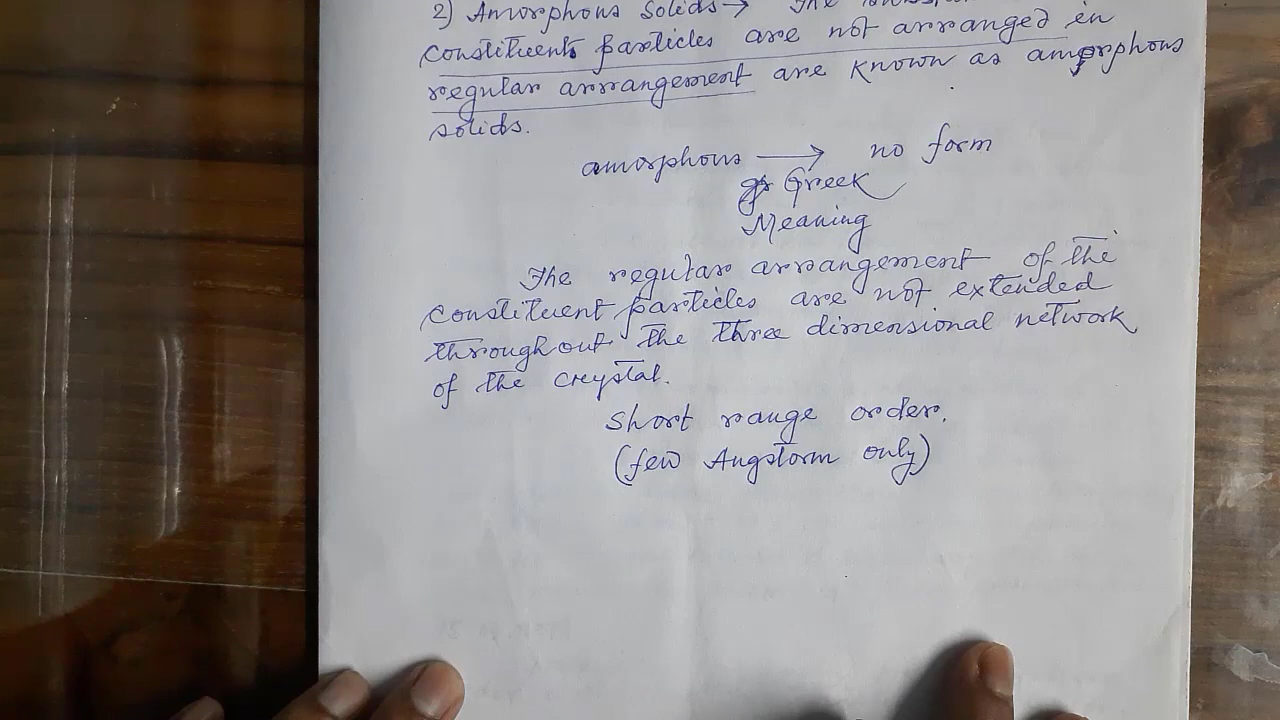 2) Amorphous Solids → The
constituent particles are not arranged in
regular arrangement are known as amorphous
solids.
amorphous → no form
Greek
Meaning
The regular arrangement of the
constituent particles are not extended
throughout the three dimensional network
of the crystal.
Short range order.
(few Angstorm only)